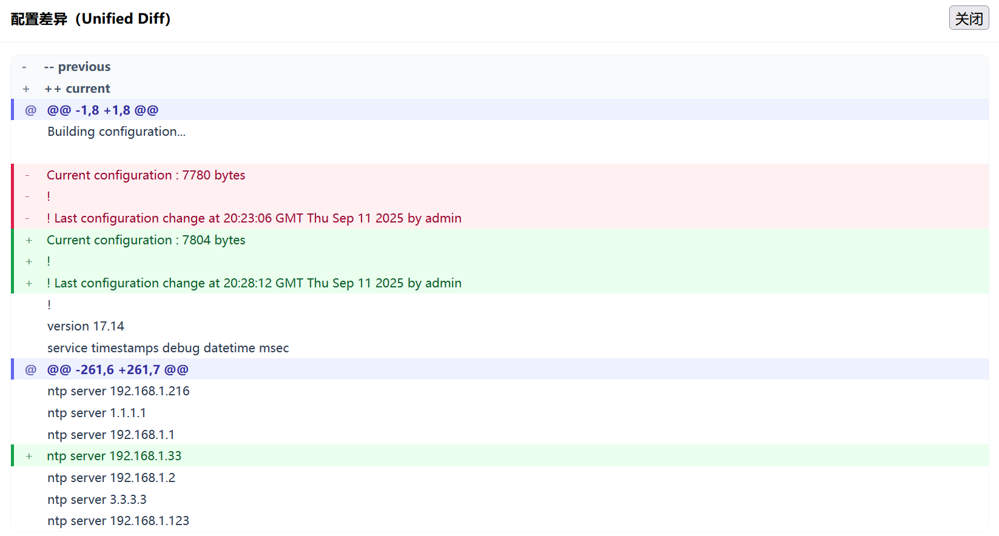 配置差异（Unified Diff）
关闭
- -- previous
+ ++ current
@ @@ -1,8 +1,8 @@
Building configuration...
- Current configuration : 7780 bytes
- !
- ! Last configuration change at 20:23:06 GMT Thu Sep 11 2025 by admin
+ Current configuration : 7804 bytes
+ !
+ ! Last configuration change at 20:28:12 GMT Thu Sep 11 2025 by admin
!
version 17.14
service timestamps debug datetime msec
@ @@ -261,6 +261,7 @@
ntp server 192.168.1.216
ntp server 1.1.1.1
ntp server 192.168.1.1
+ ntp server 192.168.1.33
ntp server 192.168.1.2
ntp server 3.3.3.3
ntp server 192.168.1.123